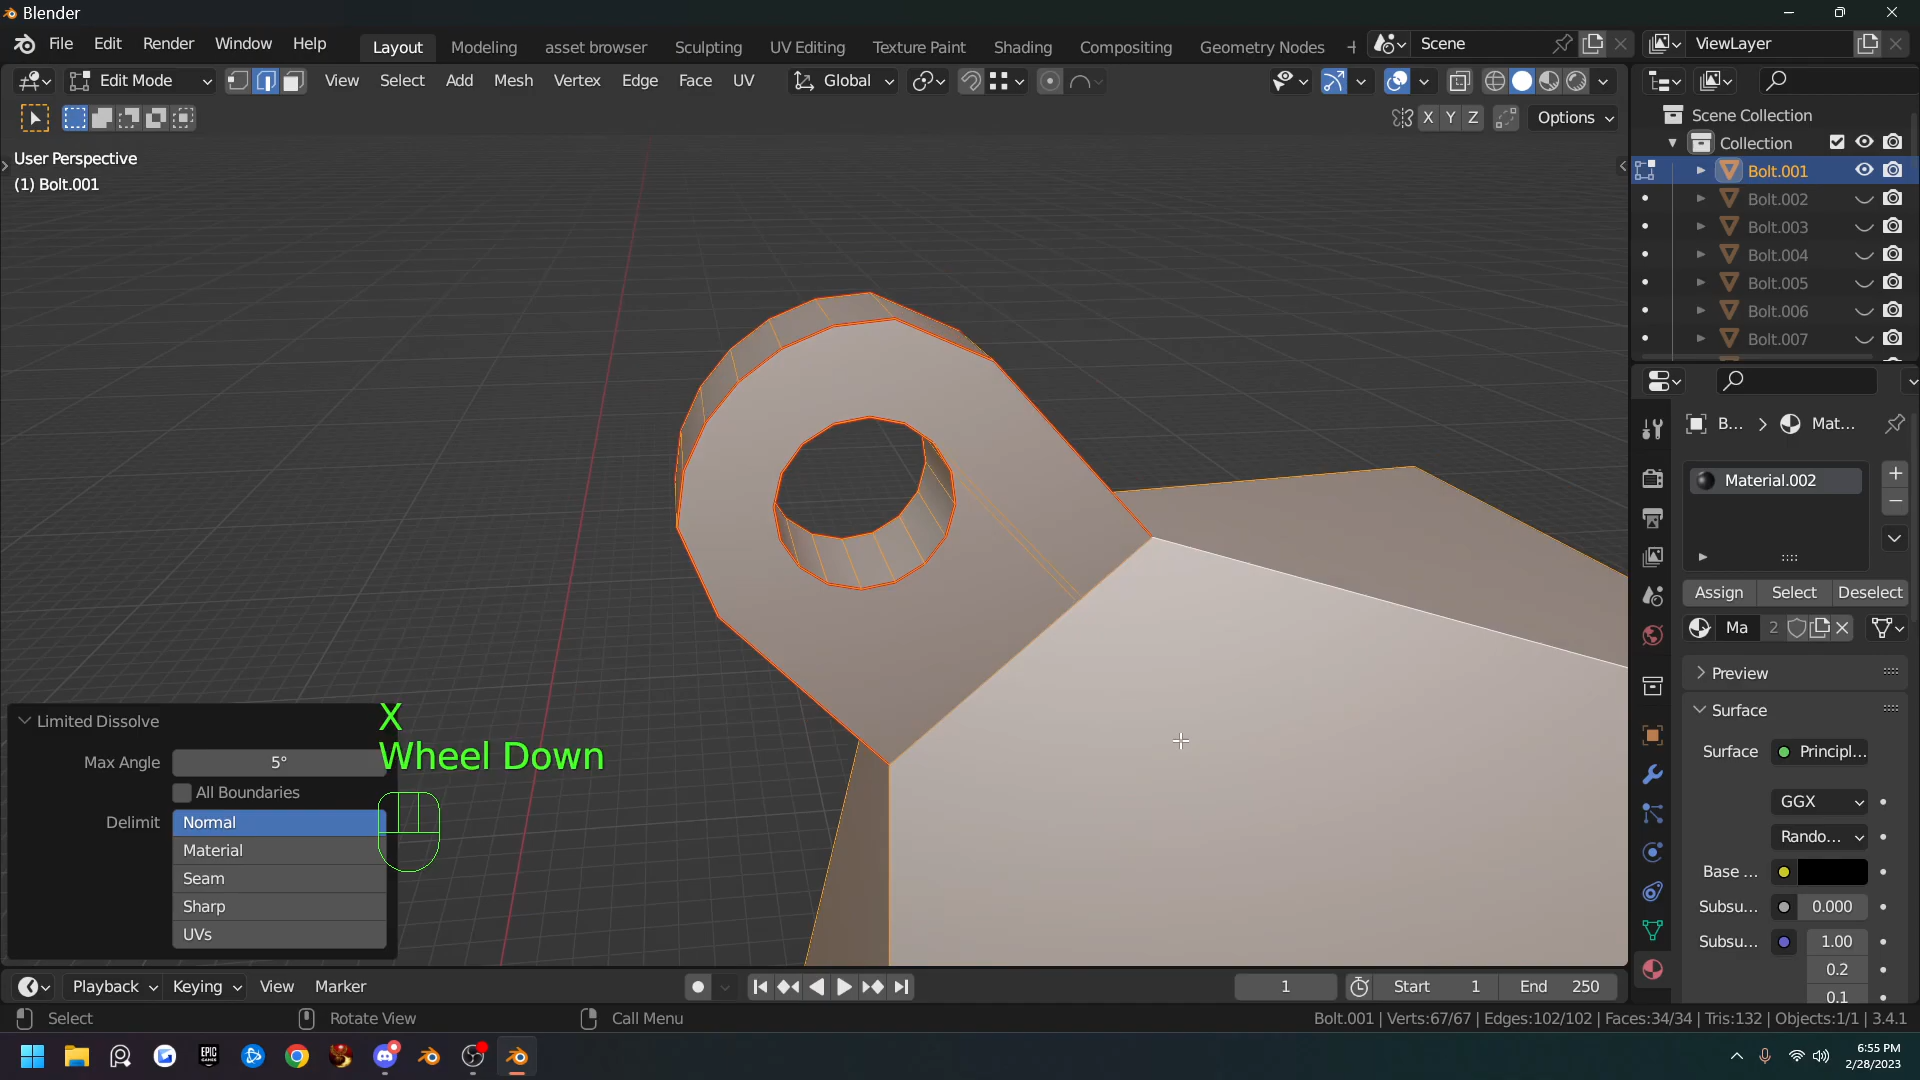 Blender
File Edit Render Window Help
Layout Modeling asset browser Sculpting UV Editing Texture Paint Shading Compositing Geometry Nodes
Scene
ViewLayer
Edit Mode
View Select Add Mesh Vertex Edge Face UV
Global
X Y Z
Options
User Perspective
(1) Bolt.001
Scene Collection
Collection
Bolt.001
Bolt.002
Bolt.003
Bolt.004
Bolt.005
Bolt.006
Bolt.007
B... > Mat...
Material.002
Assign Select Deselect
Ma 2
Preview
Surface
Surface Principl...
GGX
Rando...
Base ...
Subsu... 0.000
Subsu... 1.00
0.2
0.1
Limited Dissolve
Max Angle 5°
All Boundaries
Delimit Normal
Material
Seam
Sharp
UVs
X
Wheel Down
Playback Keying View Marker
1
Start 1
End 250
Select
Rotate View
Call Menu
Bolt.001 | Verts:67/67 | Edges:102/102 | Faces:34/34 | Tris:132 | Objects:1/1 | 3.4.1
EPIC
6:55 PM
2/28/2023